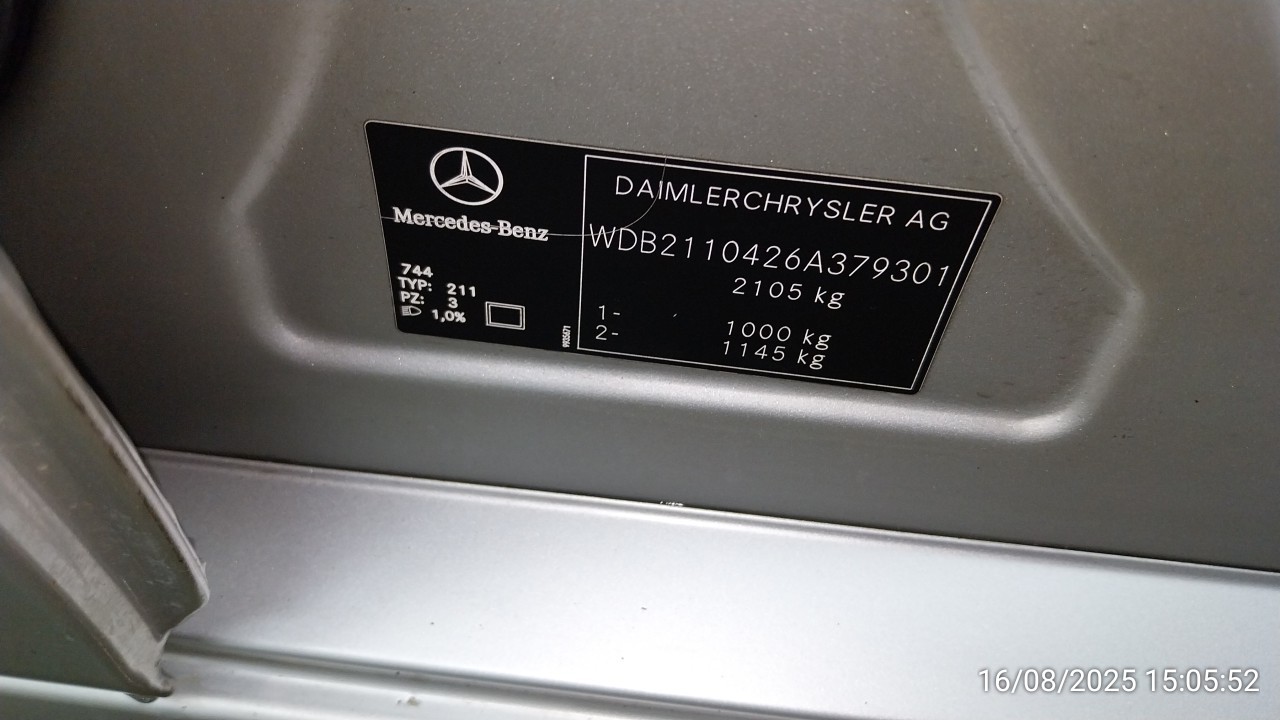 Mercedes-Benz
744
TYP: 211
PZ: 3
1,0%
9935671
DAIMLERCHRYSLER AG
WDB2110426A379301
2105 kg
1- 1000 kg
2- 1145 kg
16/08/2025 15:05:52